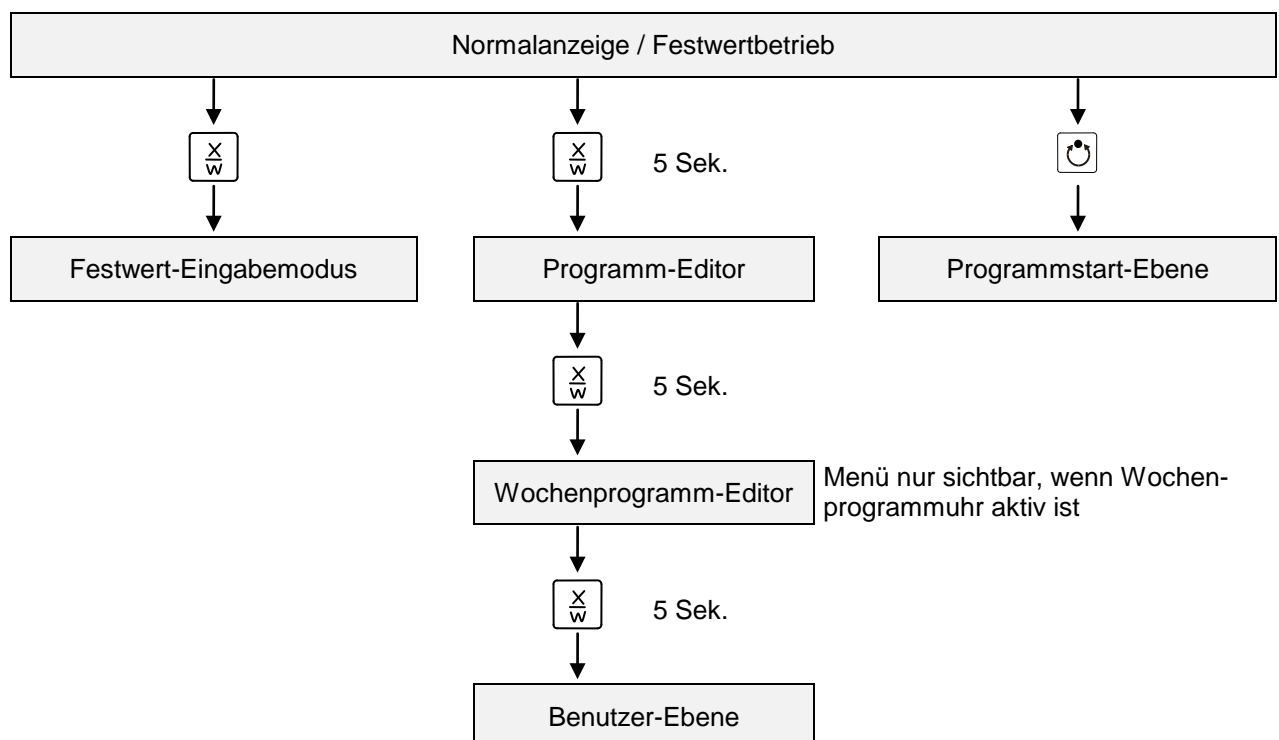 Normalanzeige / Festwertbetrieb
X
W
X
W
5 Sek.
Festwert-Eingabemodus
Programm-Editor
Programmstart-Ebene
X
W
5 Sek.
Wochenprogramm-Editor
Menü nur sichtbar, wenn Wochen-
programmuhr aktiv ist
X
W
5 Sek.
Benutzer-Ebene